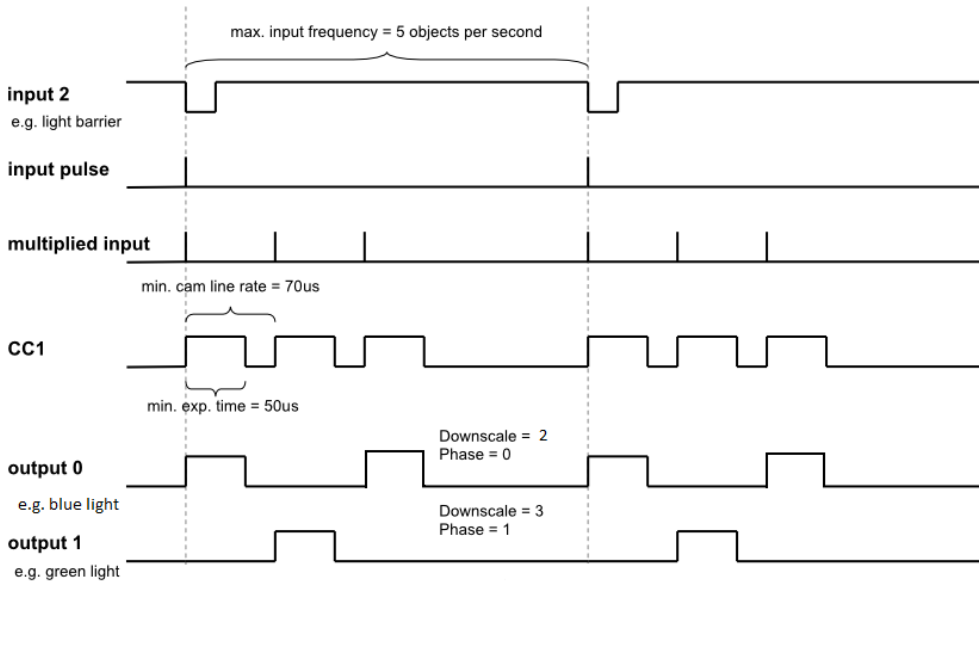 max. input frequency = 5 objects per second
input 2
e.g. light barrier
input pulse
multiplied input
min. cam line rate = 70us
CC1
min. exp. time = 50us
Downscale = 2
Phase = 0
output 0
e.g. blue light
Downscale = 3
Phase = 1
output 1
e.g. green light